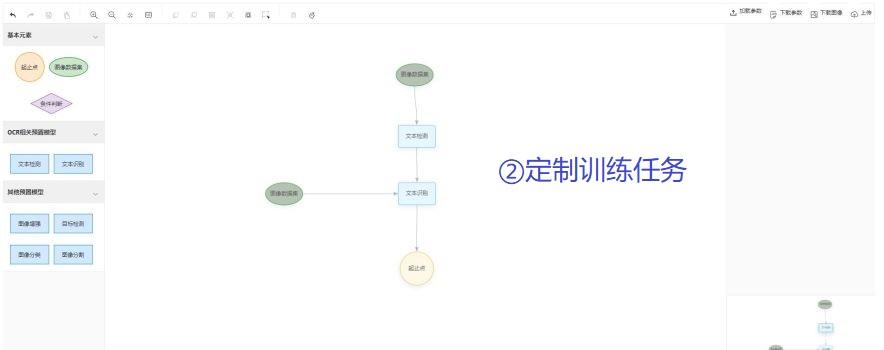 加载参数 下载参数 下载图像 上传
基本元素
起止点 图像数据集
条件判断
OCR相关预置模型
文本检测 文本识别
其他预置模型
图像增强 目标检测
图像分类 图像分割
图像数据集
文本检测
图像数据集 文本识别
起止点
②定制训练任务